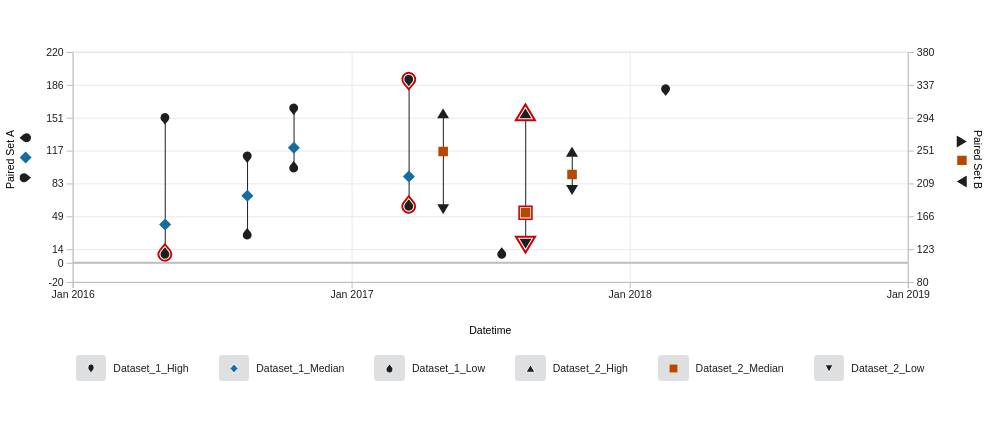 220
186
151
117
83
49
14
0
-20
Paired Set A
380
337
294
251
209
166
123
80
Paired Set B
Jan 2016
Jan 2017
Jan 2018
Jan 2019
Datetime
Dataset_1_High
Dataset_1_Median
Dataset_1_Low
Dataset_2_High
Dataset_2_Median
Dataset_2_Low